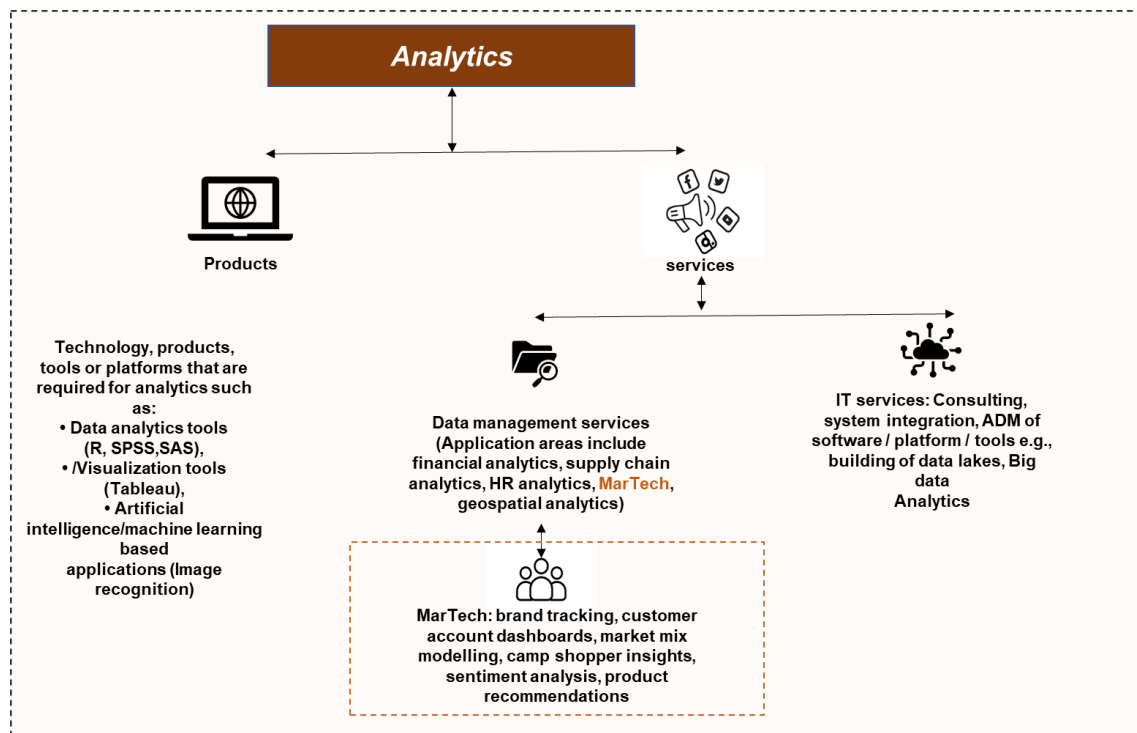 Analytics
Products
services
Technology, products,
tools or platforms that are
required for analytics such
as:
• Data analytics tools
(R, SPSS,SAS),
• /Visualization tools
(Tableau),
• Artificial
intelligence/machine learning
based
applications (Image
recognition)
Data management services
(Application areas include
financial analytics, supply chain
analytics, HR analytics, MarTech,
geospatial analytics)
IT services: Consulting,
system integration, ADM of
software / platform / tools e.g.,
building of data lakes, Big
data
Analytics
MarTech: brand tracking, customer
account dashboards, market mix
modelling, camp shopper insights,
sentiment analysis, product
recommendations